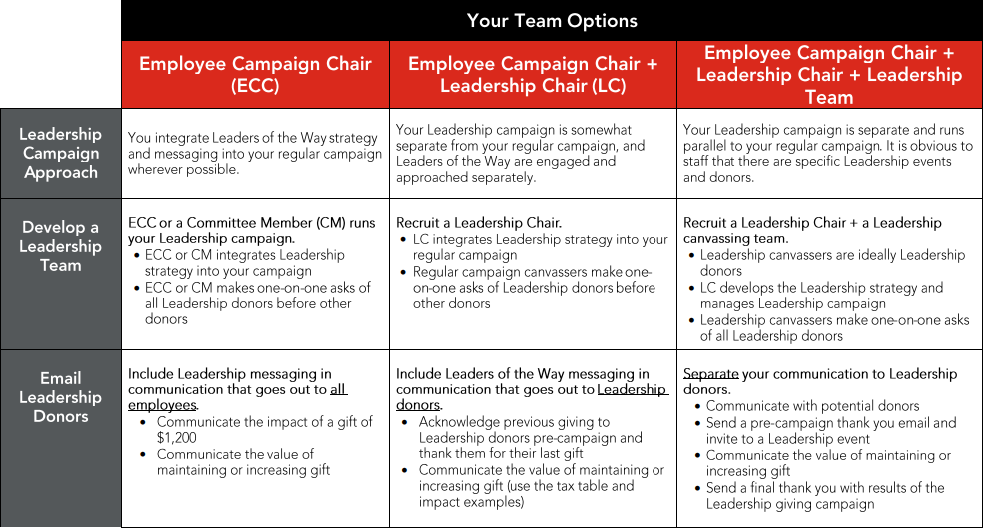 Your Team Options
Employee Campaign Chair
(ECC)
Employee Campaign Chair +
Leadership Chair (LC)
Employee Campaign Chair +
Leadership Chair + Leadership
Team
Leadership
Campaign
Approach
You integrate Leaders of the Way strategy
and messaging into your regular campaign
wherever possible.
Your Leadership campaign is somewhat
separate from your regular campaign, and
Leaders of the Way are engaged and
approached separately.
Your Leadership campaign is separate and runs
parallel to your regular campaign. It is obvious to
staff that there are specific Leadership events
and donors.
Develop a
Leadership
Team
ECC or a Committee Member (CM) runs
your Leadership campaign.
• ECC or CM integrates Leadership
strategy into your campaign
• ECC or CM makes one-on-one asks of
all Leadership donors before other
donors
Recruit a Leadership Chair.
• LC integrates Leadership strategy into your
regular campaign
• Regular campaign canvassers make one-
on-one asks of Leadership donors before
other donors
Recruit a Leadership Chair + a Leadership
canvassing team.
• Leadership canvassers are ideally Leadership
donors
• LC develops the Leadership strategy and
manages Leadership campaign
• Leadership canvassers make one-on-one asks
of all Leadership donors
Email
Leadership
Donors
Include Leadership messaging in
communication that goes out to all
employees.
• Communicate the impact of a gift of
$1,200
• Communicate the value of
maintaining or increasing gift
Include Leaders of the Way messaging in
communication that goes out to Leadership
donors.
• Acknowledge previous giving to
Leadership donors pre-campaign and
thank them for their last gift
• Communicate the value of maintaining or
increasing gift (use the tax table and
impact examples)
Separate your communication to Leadership
donors.
• Communicate with potential donors
• Send a pre-campaign thank you email and
invite to a Leadership event
• Communicate the value of maintaining or
increasing gift
• Send a final thank you with results of the
Leadership giving campaign